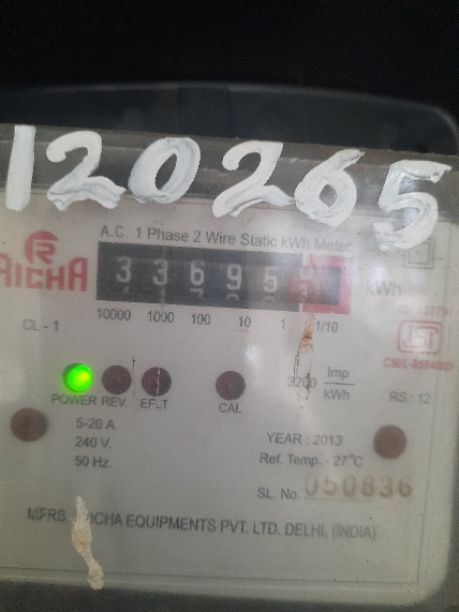 120265
A.C. 1 Phase 2 Wire Static kWh Meter
RICHA
33695
kWh
10000 1000 100 10 1 1/10
CL - 1
3200 Imp/kWh
POWER REV. EFLT CAL
RS : 12
5-20 A
240 V.
50 Hz.
YEAR : 2013
Ref. Temp. - 27°C
SL. No. 050836
MFRS. RICHA EQUIPMENTS PVT. LTD. DELHI, (INDIA)